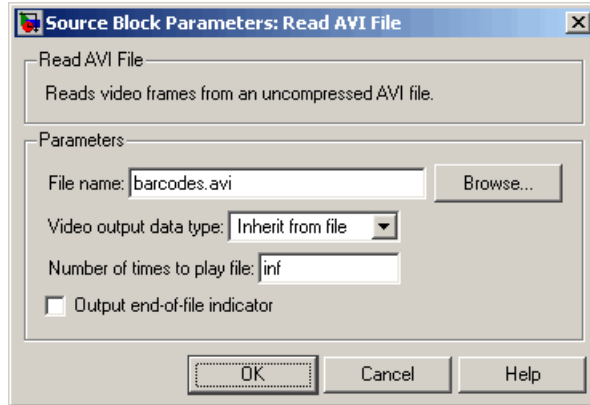 Source Block Parameters: Read AVI File
Read AVI File
Reads video frames from an uncompressed AVI file.
Parameters
File name: barcodes.avi Browse...
Video output data type: Inherit from file
Number of times to play file: inf
Output end-of-file indicator
OK Cancel Help